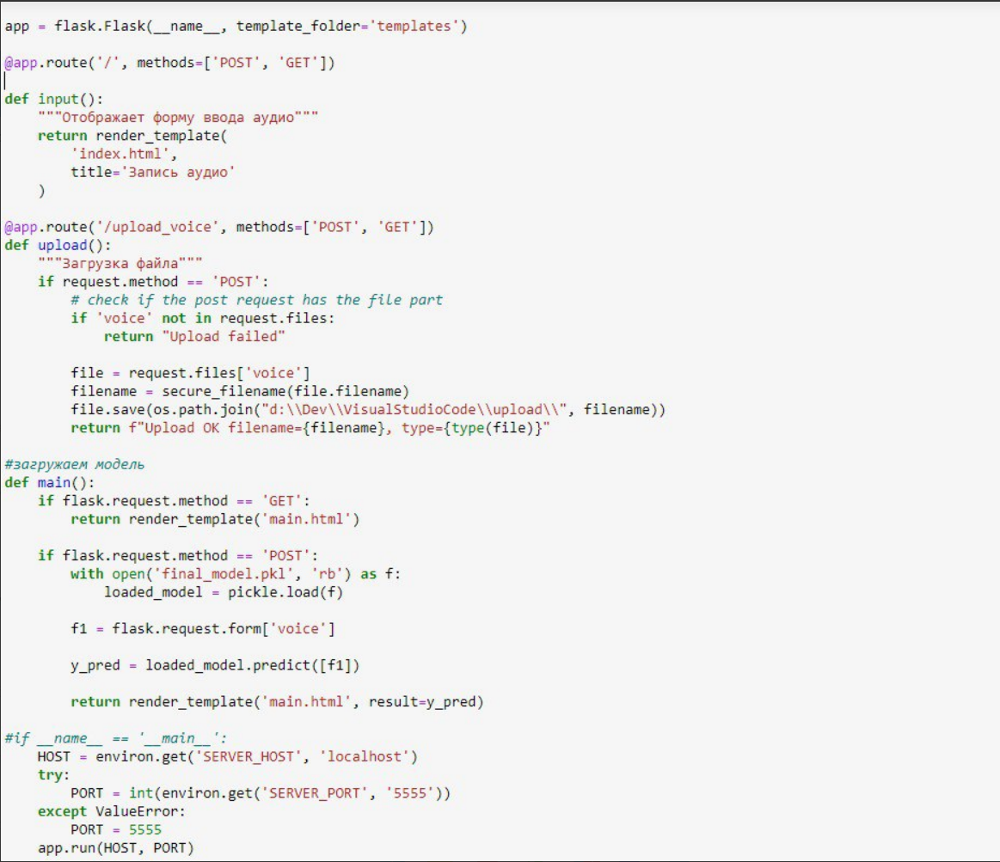 app = flask.Flask(__name__, template_folder='templates')
@app.route('/', methods=['POST', 'GET'])
def input():
    """Отображает форму ввода аудио"""
    return render_template(
        'index.html',
        title='Запись аудио'
    )
@app.route('/upload_voice', methods=['POST', 'GET'])
def upload():
    """Загрузка файла"""
    if request.method == 'POST':
        # check if the post request has the file part
        if 'voice' not in request.files:
            return "Upload failed"
        file = request.files['voice']
        filename = secure_filename(file.filename)
        file.save(os.path.join("d:\\Dev\\VisualStudioCode\\upload\\", filename))
        return f"Upload OK filename={filename}, type={type(file)}"
#загружаем модель
def main():
    if flask.request.method == 'GET':
        return render_template('main.html')
    if flask.request.method == 'POST':
        with open('final_model.pkl', 'rb') as f:
            loaded_model = pickle.load(f)
        f1 = flask.request.form['voice']
        y_pred = loaded_model.predict([f1])
        return render_template('main.html', result=y_pred)
#if __name__ == '__main__':
    HOST = environ.get('SERVER_HOST', 'localhost')
    try:
        PORT = int(environ.get('SERVER_PORT', '5555'))
    except ValueError:
        PORT = 5555
    app.run(HOST, PORT)